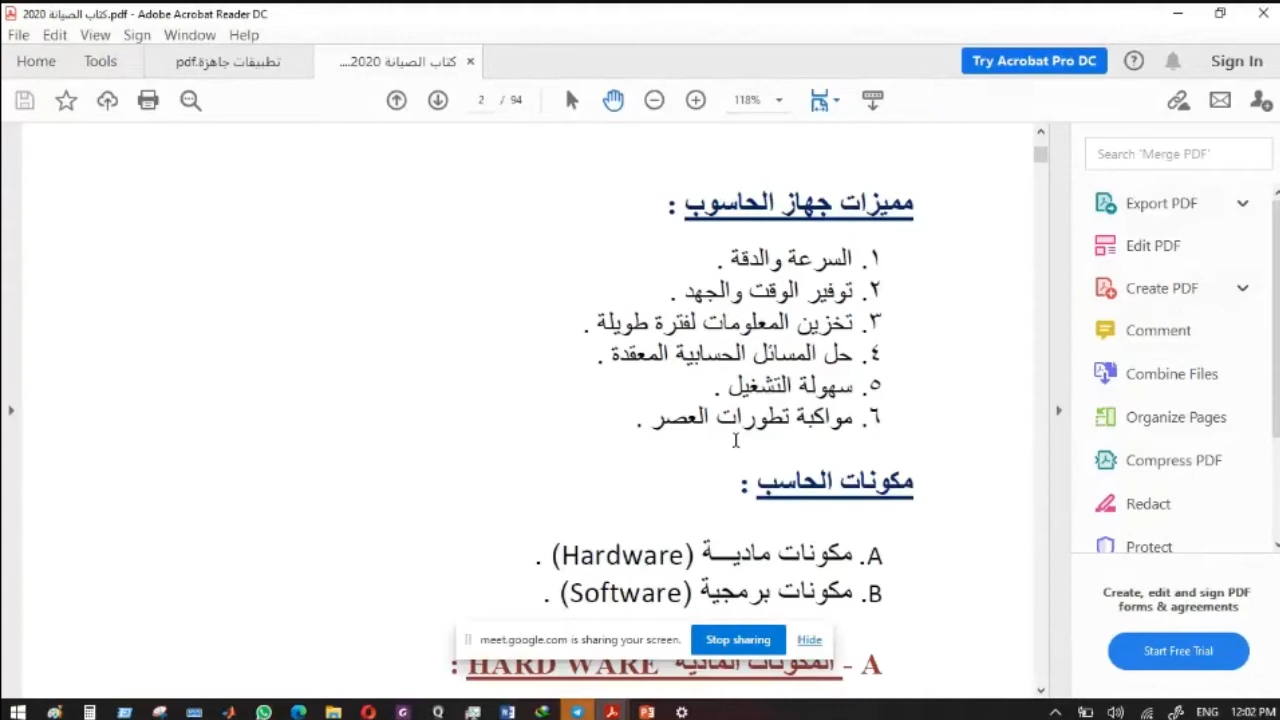 كتاب الصيانة 2020.pdf - Adobe Acrobat Reader DC
File Edit View Sign Window Help
Home Tools تطبيقات جاهزة.pdf كتاب الصيانة 2020... × Try Acrobat Pro DC Sign In
2 / 94 118%
Search 'Merge PDF'
مميزات جهاز الحاسوب :
١. السرعة والدقة .
٢. توفير الوقت والجهد .
٣. تخزين المعلومات لفترة طويلة .
٤. حل المسائل الحسابية المعقدة .
٥. سهولة التشغيل .
٦. مواكبة تطورات العصر .
مكونات الحاسب :
A. مكونات ماديـــة (Hardware) .
B. مكونات برمجية (Software) .
A - المكونات المادية HARD WARE :
meet.google.com is sharing your screen. Stop sharing Hide
Export PDF
Edit PDF
Create PDF
Comment
Combine Files
Organize Pages
Compress PDF
Redact
Protect
Create, edit and sign PDF
forms & agreements
Start Free Trial
ENG 12:02 PM